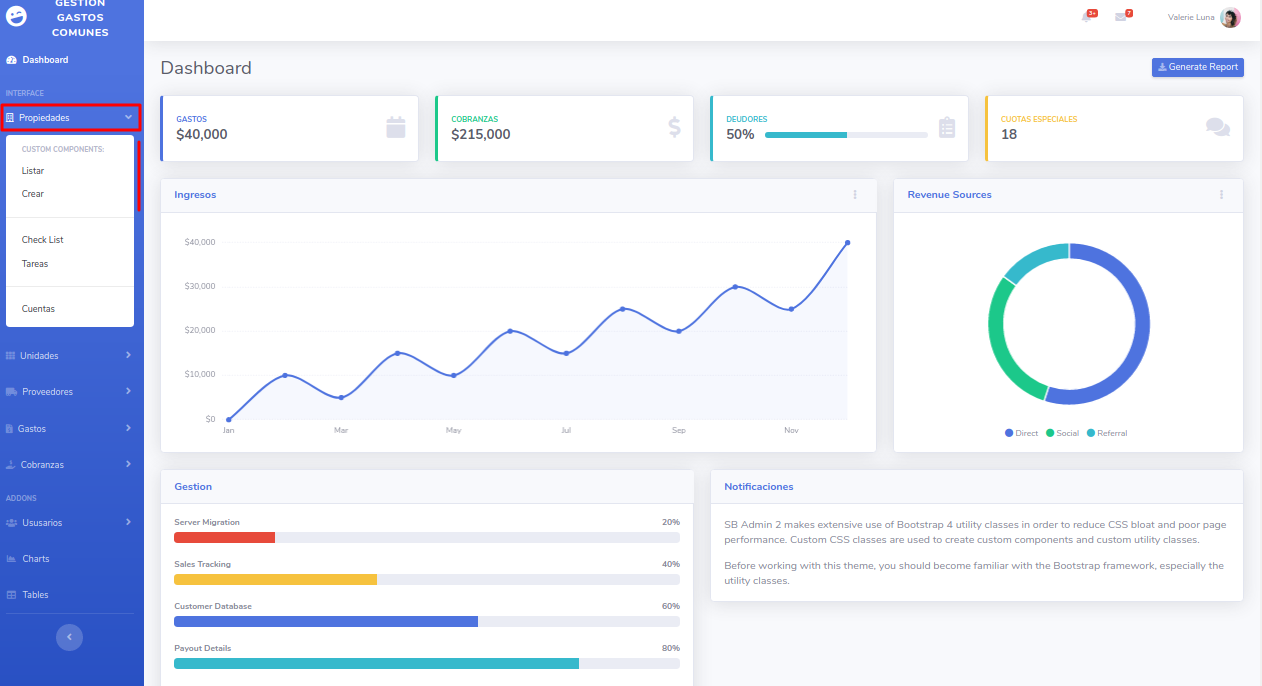 GESTION
GASTOS
COMUNES
Dashboard
INTERFACE
Propiedades
CUSTOM COMPONENTS:
Listar
Crear
Check List
Tareas
Cuentas
Unidades
Proveedores
Gastos
Cobranzas
ADDONS
Ususarios
Charts
Tables
3+
7
Valerie Luna
Dashboard
Generate Report
GASTOS
$40,000
COBRANZAS
$215,000
DEUDORES
50%
CUOTAS ESPECIALES
18
Ingresos
$40,000
$30,000
$20,000
$10,000
$0
Jan Mar May Jul Sep Nov
Revenue Sources
Direct Social Referral
Gestion
Server Migration 20%
Sales Tracking 40%
Customer Database 60%
Payout Details 80%
Notificaciones
SB Admin 2 makes extensive use of Bootstrap 4 utility classes in order to reduce CSS bloat and poor page
performance. Custom CSS classes are used to create custom components and custom utility classes.
Before working with this theme, you should become familiar with the Bootstrap framework, especially the
utility classes.